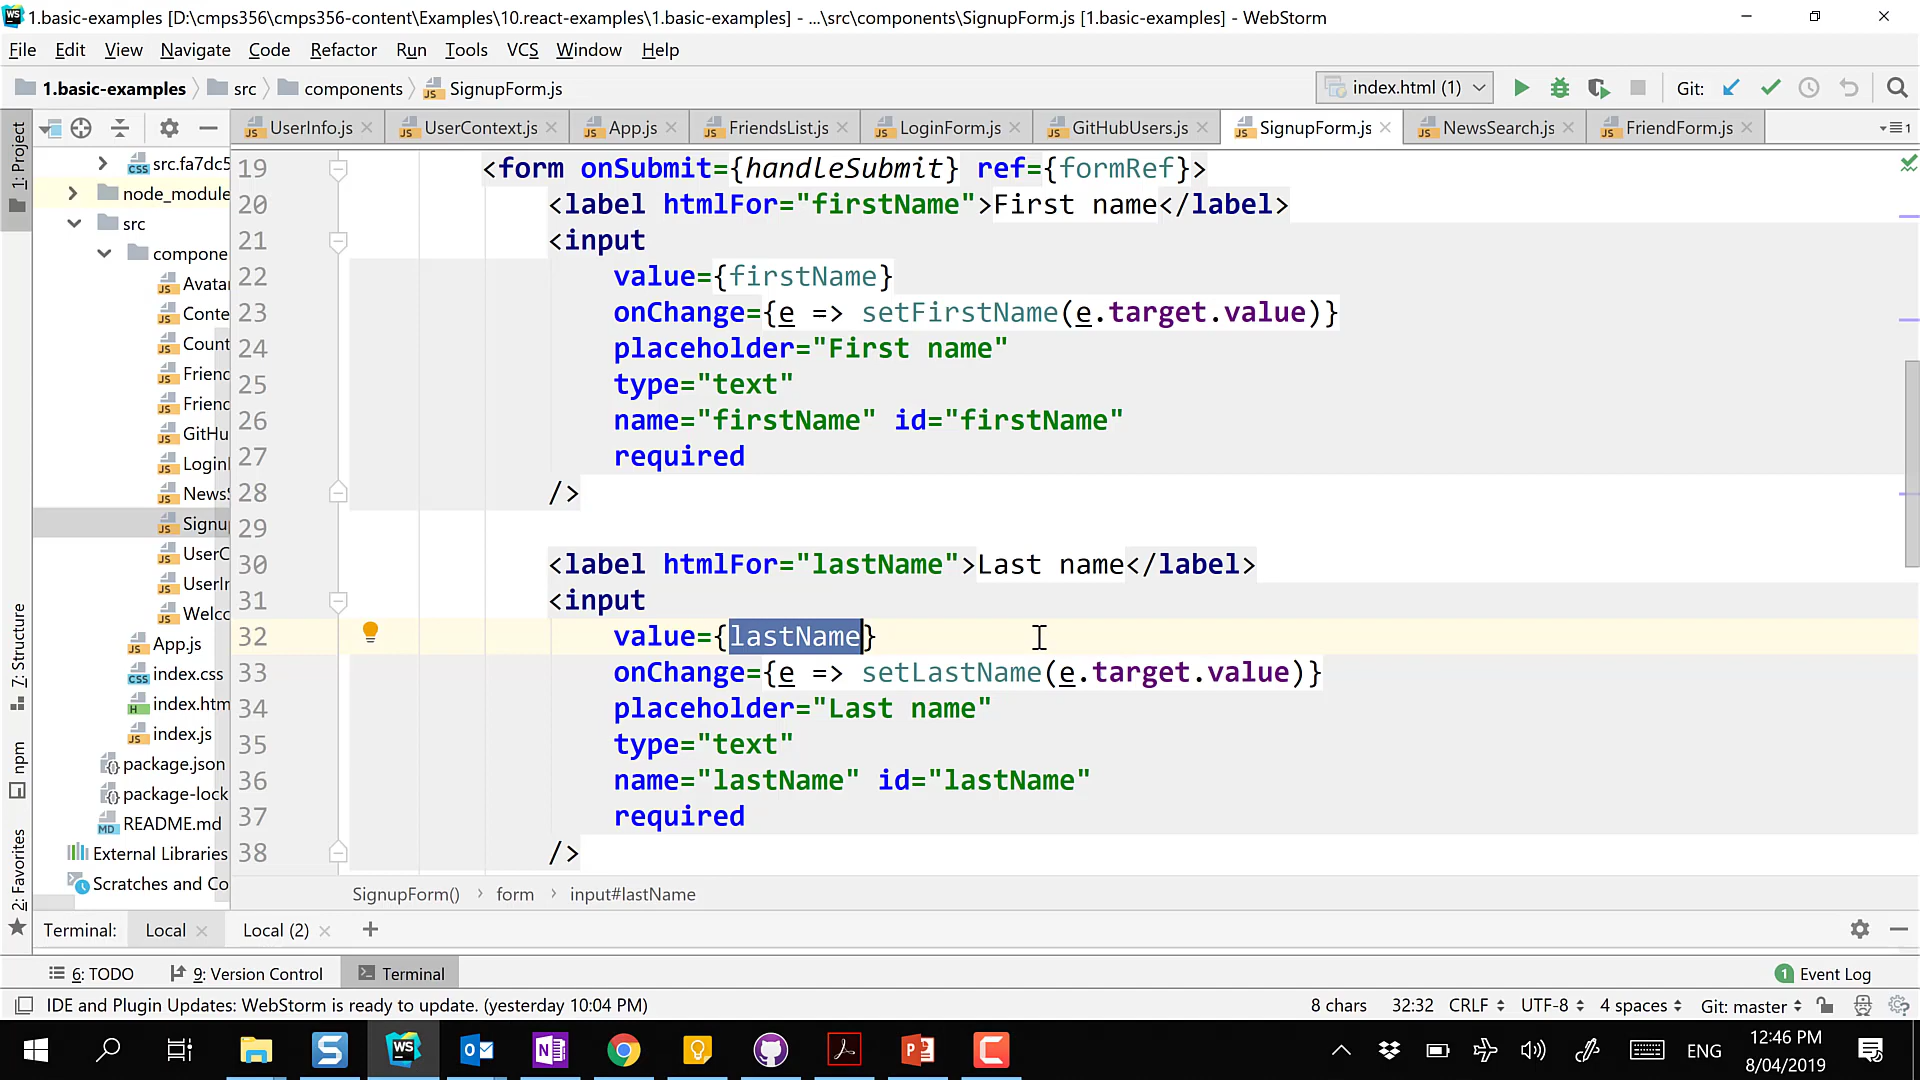 1.basic-examples [D:\cmps356\cmps356-content\Examples\10.react-examples\1.basic-examples] - ...\src\components\SignupForm.js [1.basic-examples] - WebStorm
File Edit View Navigate Code Refactor Run Tools VCS Window Help
1.basic-examples src components SignupForm.js index.html (1) Git:
UserInfo.js UserContext.js App.js FriendsList.js LoginForm.js GitHubUsers.js SignupForm.js NewsSearch.js FriendForm.js
1: Project
7: Structure
npm
2: Favorites
src.fa7dc5
node_module
src
compone
Avatar
Conte
Count
Friend
Friend
GitHu
LoginF
NewsS
Signup
UserC
UserIn
Welco
App.js
index.css
index.htm
index.js
package.json
package-lock
README.md
External Libraries
Scratches and Co
19 <form onSubmit={handleSubmit} ref={formRef}>
20 <label htmlFor="firstName">First name</label>
21 <input
22 value={firstName}
23 onChange={e => setFirstName(e.target.value)}
24 placeholder="First name"
25 type="text"
26 name="firstName" id="firstName"
27 required
28 />
29
30 <label htmlFor="lastName">Last name</label>
31 <input
32 value={lastName}
33 onChange={e => setLastName(e.target.value)}
34 placeholder="Last name"
35 type="text"
36 name="lastName" id="lastName"
37 required
38 />
SignupForm() form input#lastName
Terminal: Local Local (2)
6: TODO 9: Version Control Terminal 1 Event Log
IDE and Plugin Updates: WebStorm is ready to update. (yesterday 10:04 PM) 8 chars 32:32 CRLF UTF-8 4 spaces Git: master
ENG 12:46 PM
8/04/2019